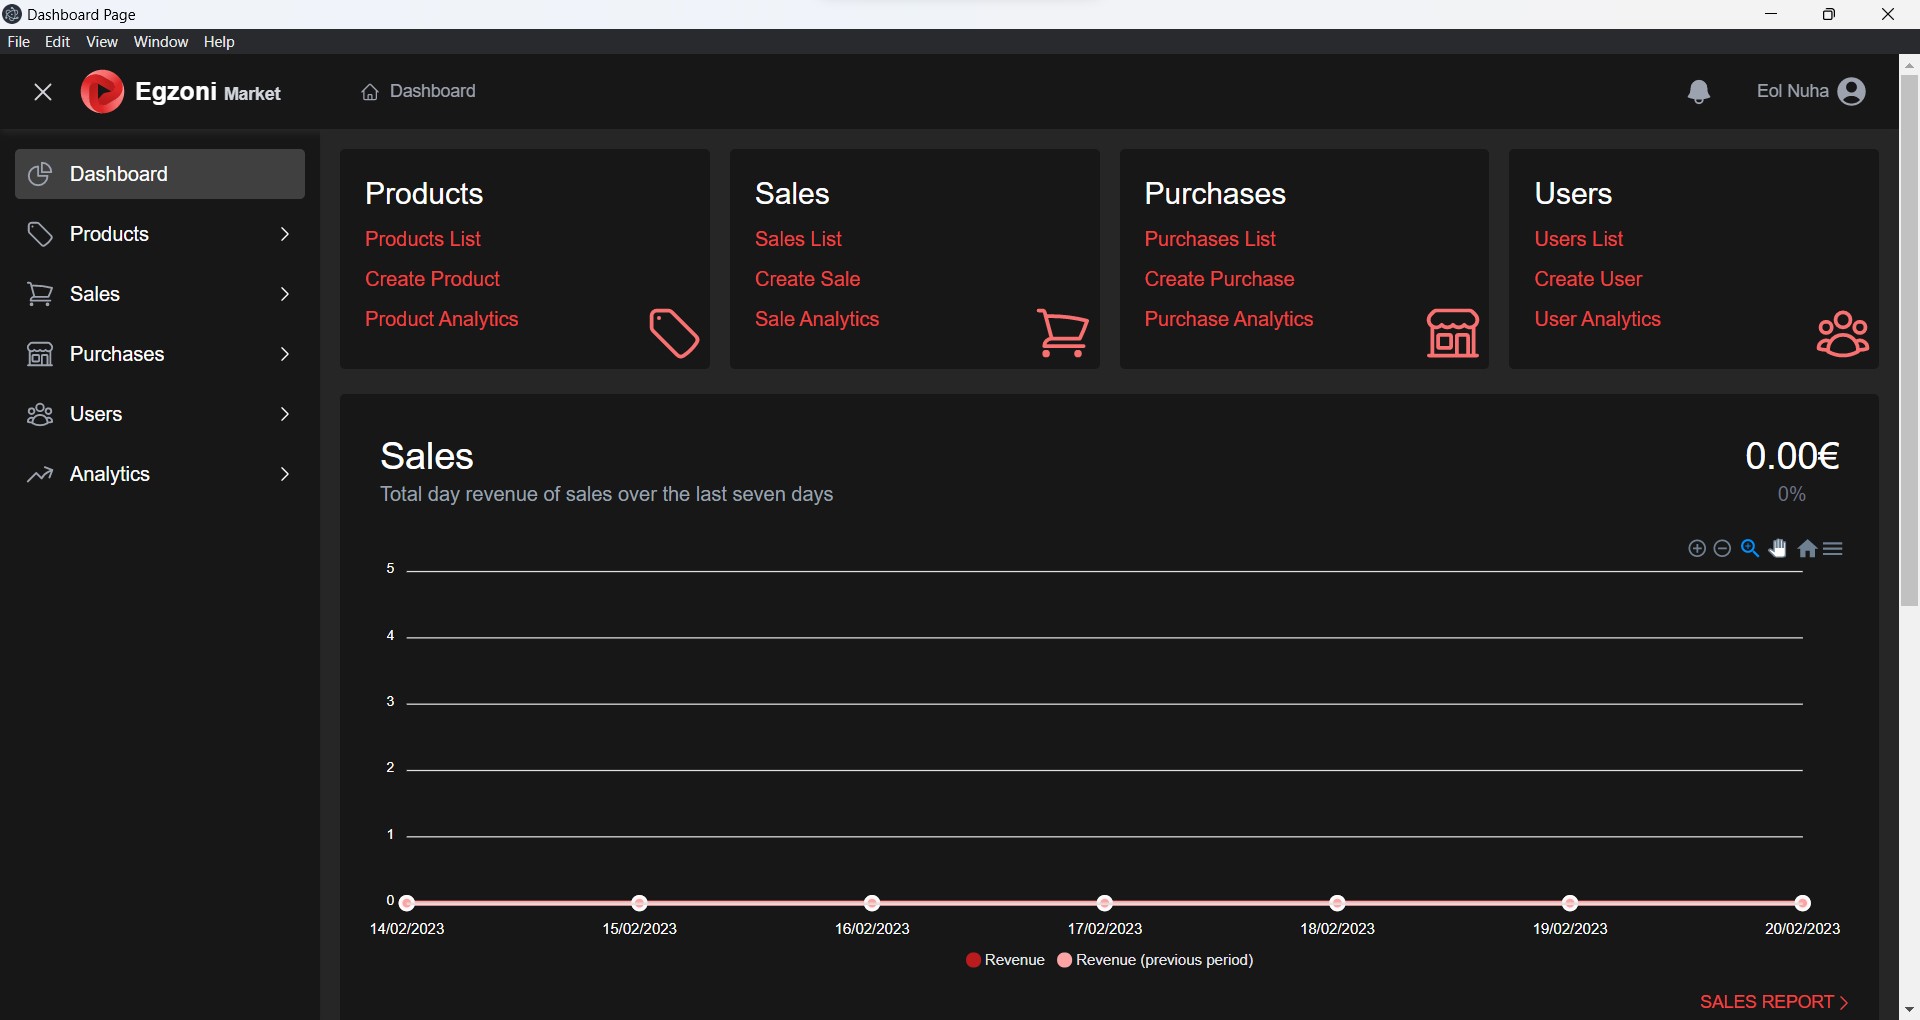 Dashboard Page
File Edit View Window Help
Egzoni Market
Dashboard
Eol Nuha
Dashboard
Products
Sales
Purchases
Users
Analytics
Products
Products List
Create Product
Product Analytics
Sales
Sales List
Create Sale
Sale Analytics
Purchases
Purchases List
Create Purchase
Purchase Analytics
Users
Users List
Create User
User Analytics
Sales
Total day revenue of sales over the last seven days
0.00€
0%
5
4
3
2
1
0
14/02/2023 15/02/2023 16/02/2023 17/02/2023 18/02/2023 19/02/2023 20/02/2023
Revenue Revenue (previous period)
SALES REPORT